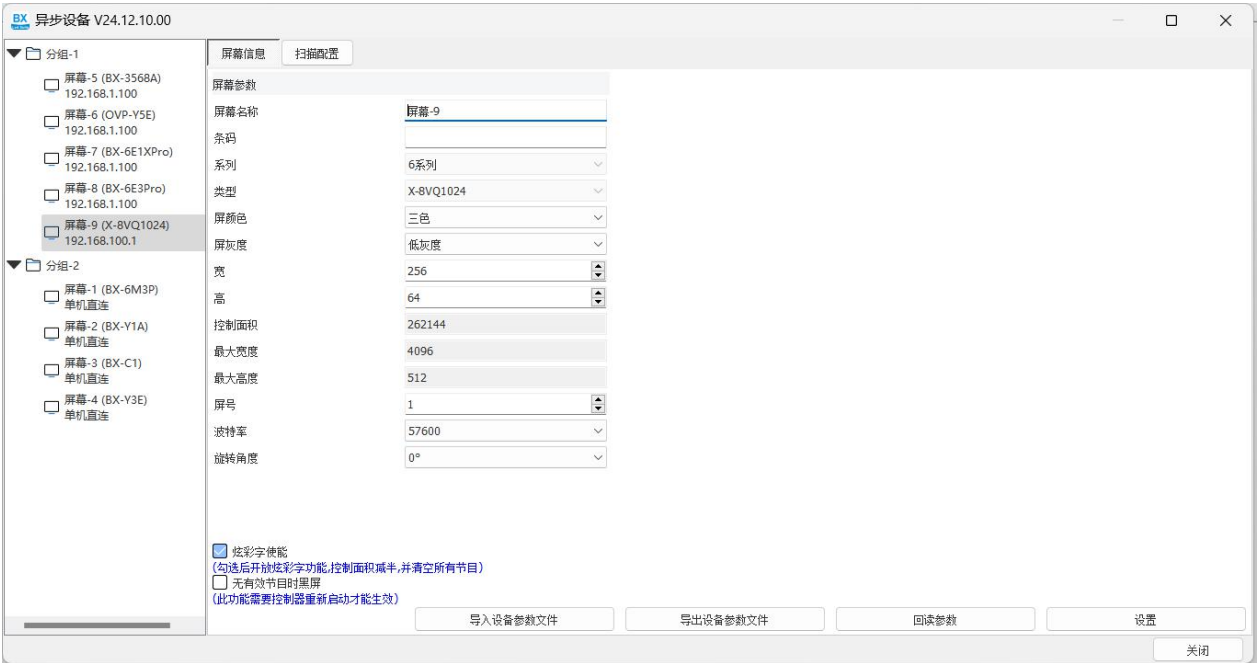 BX 异步设备 V24.12.10.00
分组-1
屏幕-5 (BX-3568A)
192.168.1.100
屏幕-6 (OVP-Y5E)
192.168.1.100
屏幕-7 (BX-6E1XPro)
192.168.1.100
屏幕-8 (BX-6E3Pro)
192.168.1.100
屏幕-9 (X-8VQ1024)
192.168.100.1
分组-2
屏幕-1 (BX-6M3P)
单机直连
屏幕-2 (BX-Y1A)
单机直连
屏幕-3 (BX-C1)
单机直连
屏幕-4 (BX-Y3E)
单机直连
屏幕信息 扫描配置
屏幕参数
屏幕名称 屏幕-9
条码
系列 6系列
类型 X-8VQ1024
屏颜色 三色
屏灰度 低灰度
宽 256
高 64
控制面积 262144
最大宽度 4096
最大高度 512
屏号 1
波特率 57600
旋转角度 0°
炫彩字使能
(勾选后开放炫彩字功能,控制面积减半,并清空所有节目)
无有效节目时黑屏
(此功能需要控制器重新启动才能生效)
导入设备参数文件 导出设备参数文件 回读参数 设置
关闭